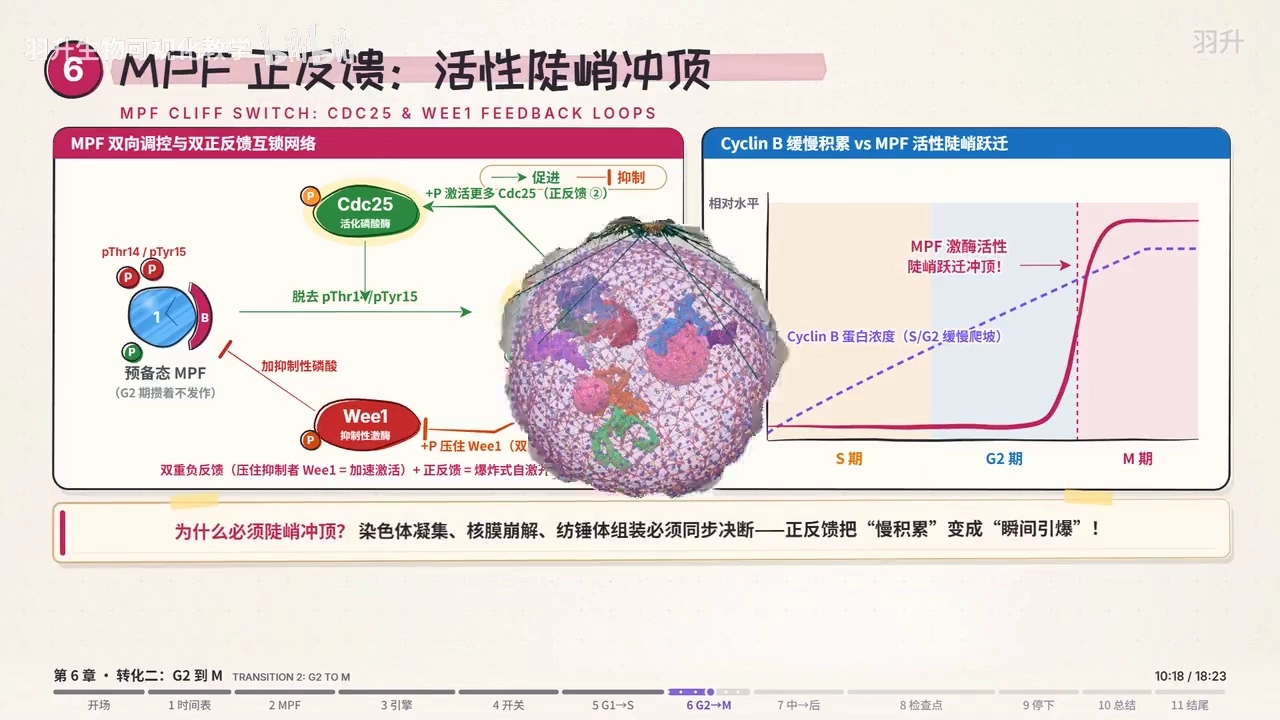 羽升生物可视化教学
羽升
6
MPF 正反馈：活性陡峭冲顶
MPF CLIFF SWITCH: CDC25 & WEE1 FEEDBACK LOOPS
MPF 双向调控与双正反馈互锁网络
促进
抑制
+P 激活更多 Cdc25（正反馈 ②）
P
Cdc25
活化磷酸酶
pThr14 / pTyr15
P
P
1
B
P
脱去 pThr14/pTyr15
预备态 MPF
（G2 期攒着不发作）
加抑制性磷酸
Wee1
抑制性激酶
P
+P 压住 Wee1（双
双重负反馈（压住抑制者 Wee1 = 加速激活）+ 正反馈 = 爆炸式自激升
Cyclin B 缓慢积累 vs MPF 活性陡峭跃迁
相对水平
MPF 激酶活性
陡峭跃迁冲顶！
Cyclin B 蛋白浓度（S/G2 缓慢爬坡）
S 期
G2 期
M 期
为什么必须陡峭冲顶？ 染色体凝集、核膜崩解、纺锤体组装必须同步决断——正反馈把“慢积累”变成“瞬间引爆”！
第 6 章 · 转化二：G2 到 M TRANSITION 2: G2 TO M
10:18 / 18:23
开场
1 时间表
2 MPF
3 引擎
4 开关
5 G1→S
6 G2→M
7 中→后
8 检查点
9 停下
10 总结
11 结尾